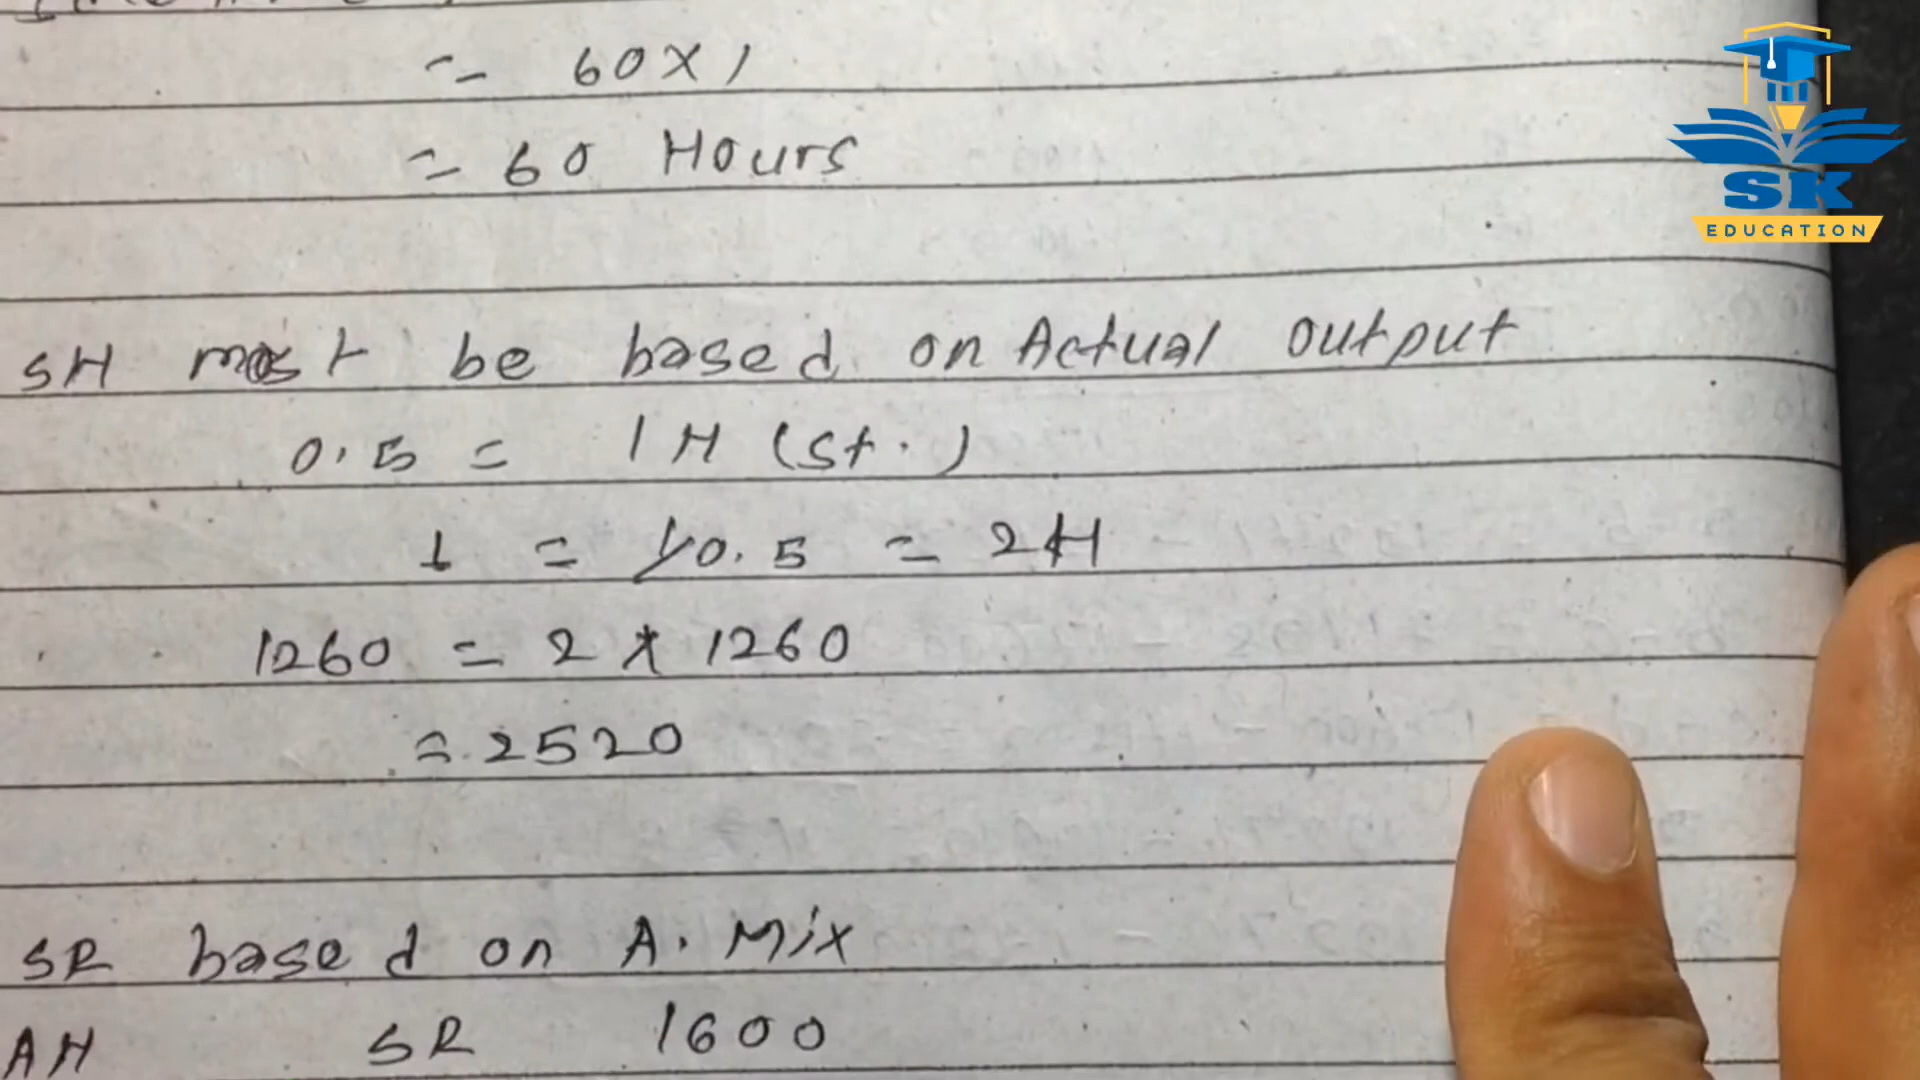 = 60 X 1
= 60 Hours
SK
EDUCATION
SH most be based on Actual output
0.5 = 1 H (St.)
1 = 1/0.5 = 2H
1260 = 2 * 1260
= 2520
SR based on A. Mix
AH SR 1600